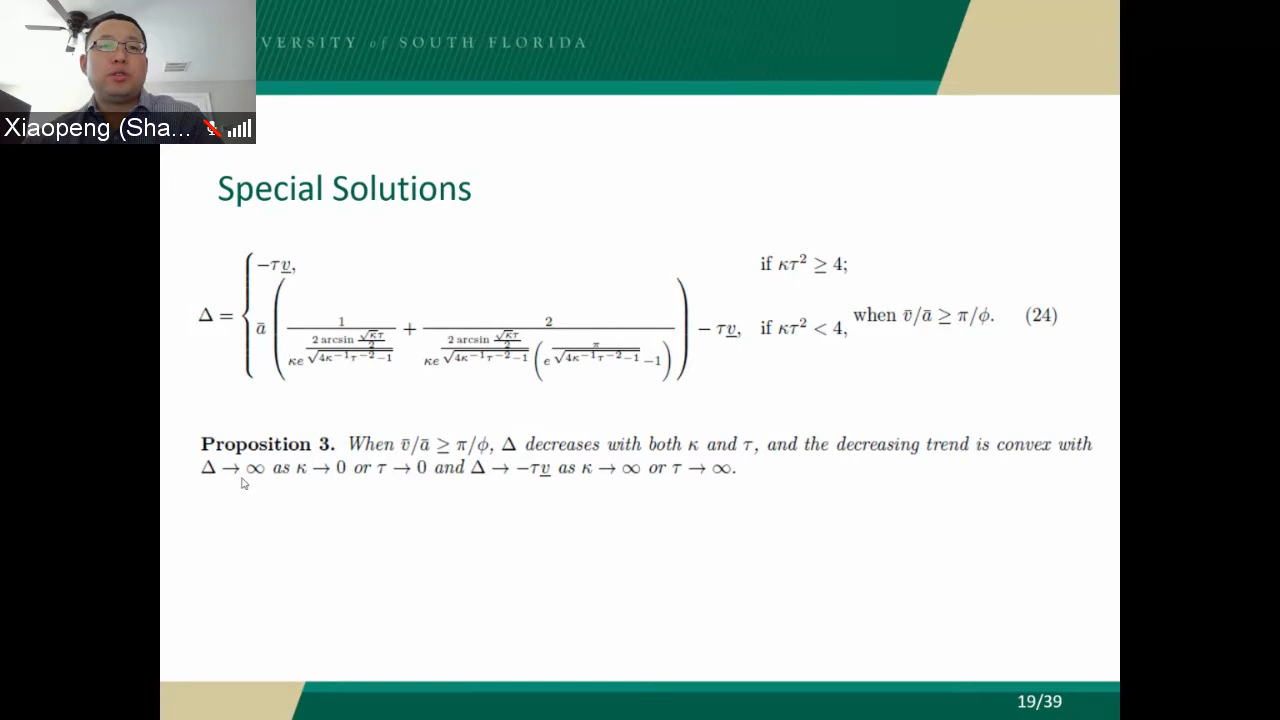 VERSITY of SOUTH FLORIDA
Xiaopeng (Sha...
Special Solutions
Δ = { −τv̲, if κτ² ≥ 4;
ā ( 1 / κe^(2 arcsin (√κτ/2) / √(4κ⁻¹τ⁻²−1)) + 2 / κe^(2 arcsin (√κτ/2) / √(4κ⁻¹τ⁻²−1)) (e^(π / √(4κ⁻¹τ⁻²−1)) −1) ) − τv̲, if κτ² < 4, when v̄/ā ≥ π/ϕ. (24)
Proposition 3. When v̄/ā ≥ π/ϕ, Δ decreases with both κ and τ, and the decreasing trend is convex with
Δ → ∞ as κ → 0 or τ → 0 and Δ → −τv̲ as κ → ∞ or τ → ∞.
19/39